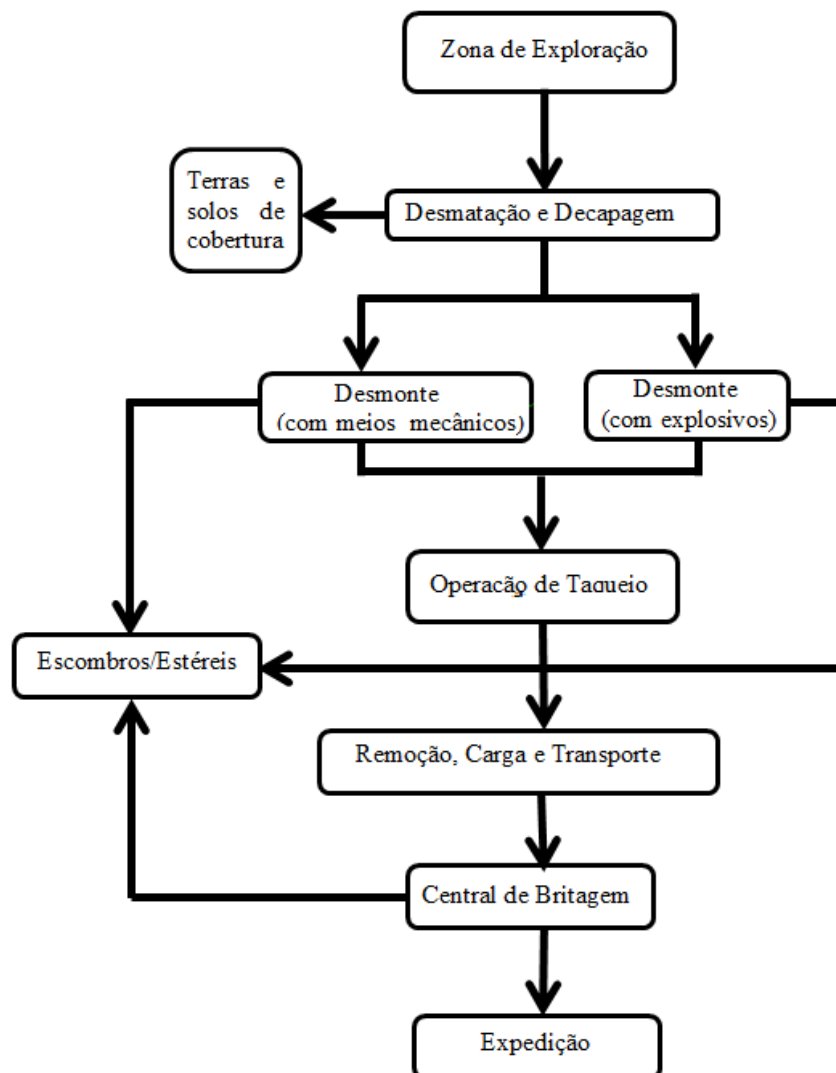 Zona de Exploração
Terras e
solos de
cobertura
Desmatação e Decapagem
Desmonte
(com meios mecânicos)
Desmonte
(com explosivos)
Operação de Taqueio
Escombros/Estéreis
Remoção, Carga e Transporte
Central de Britagem
Expedição